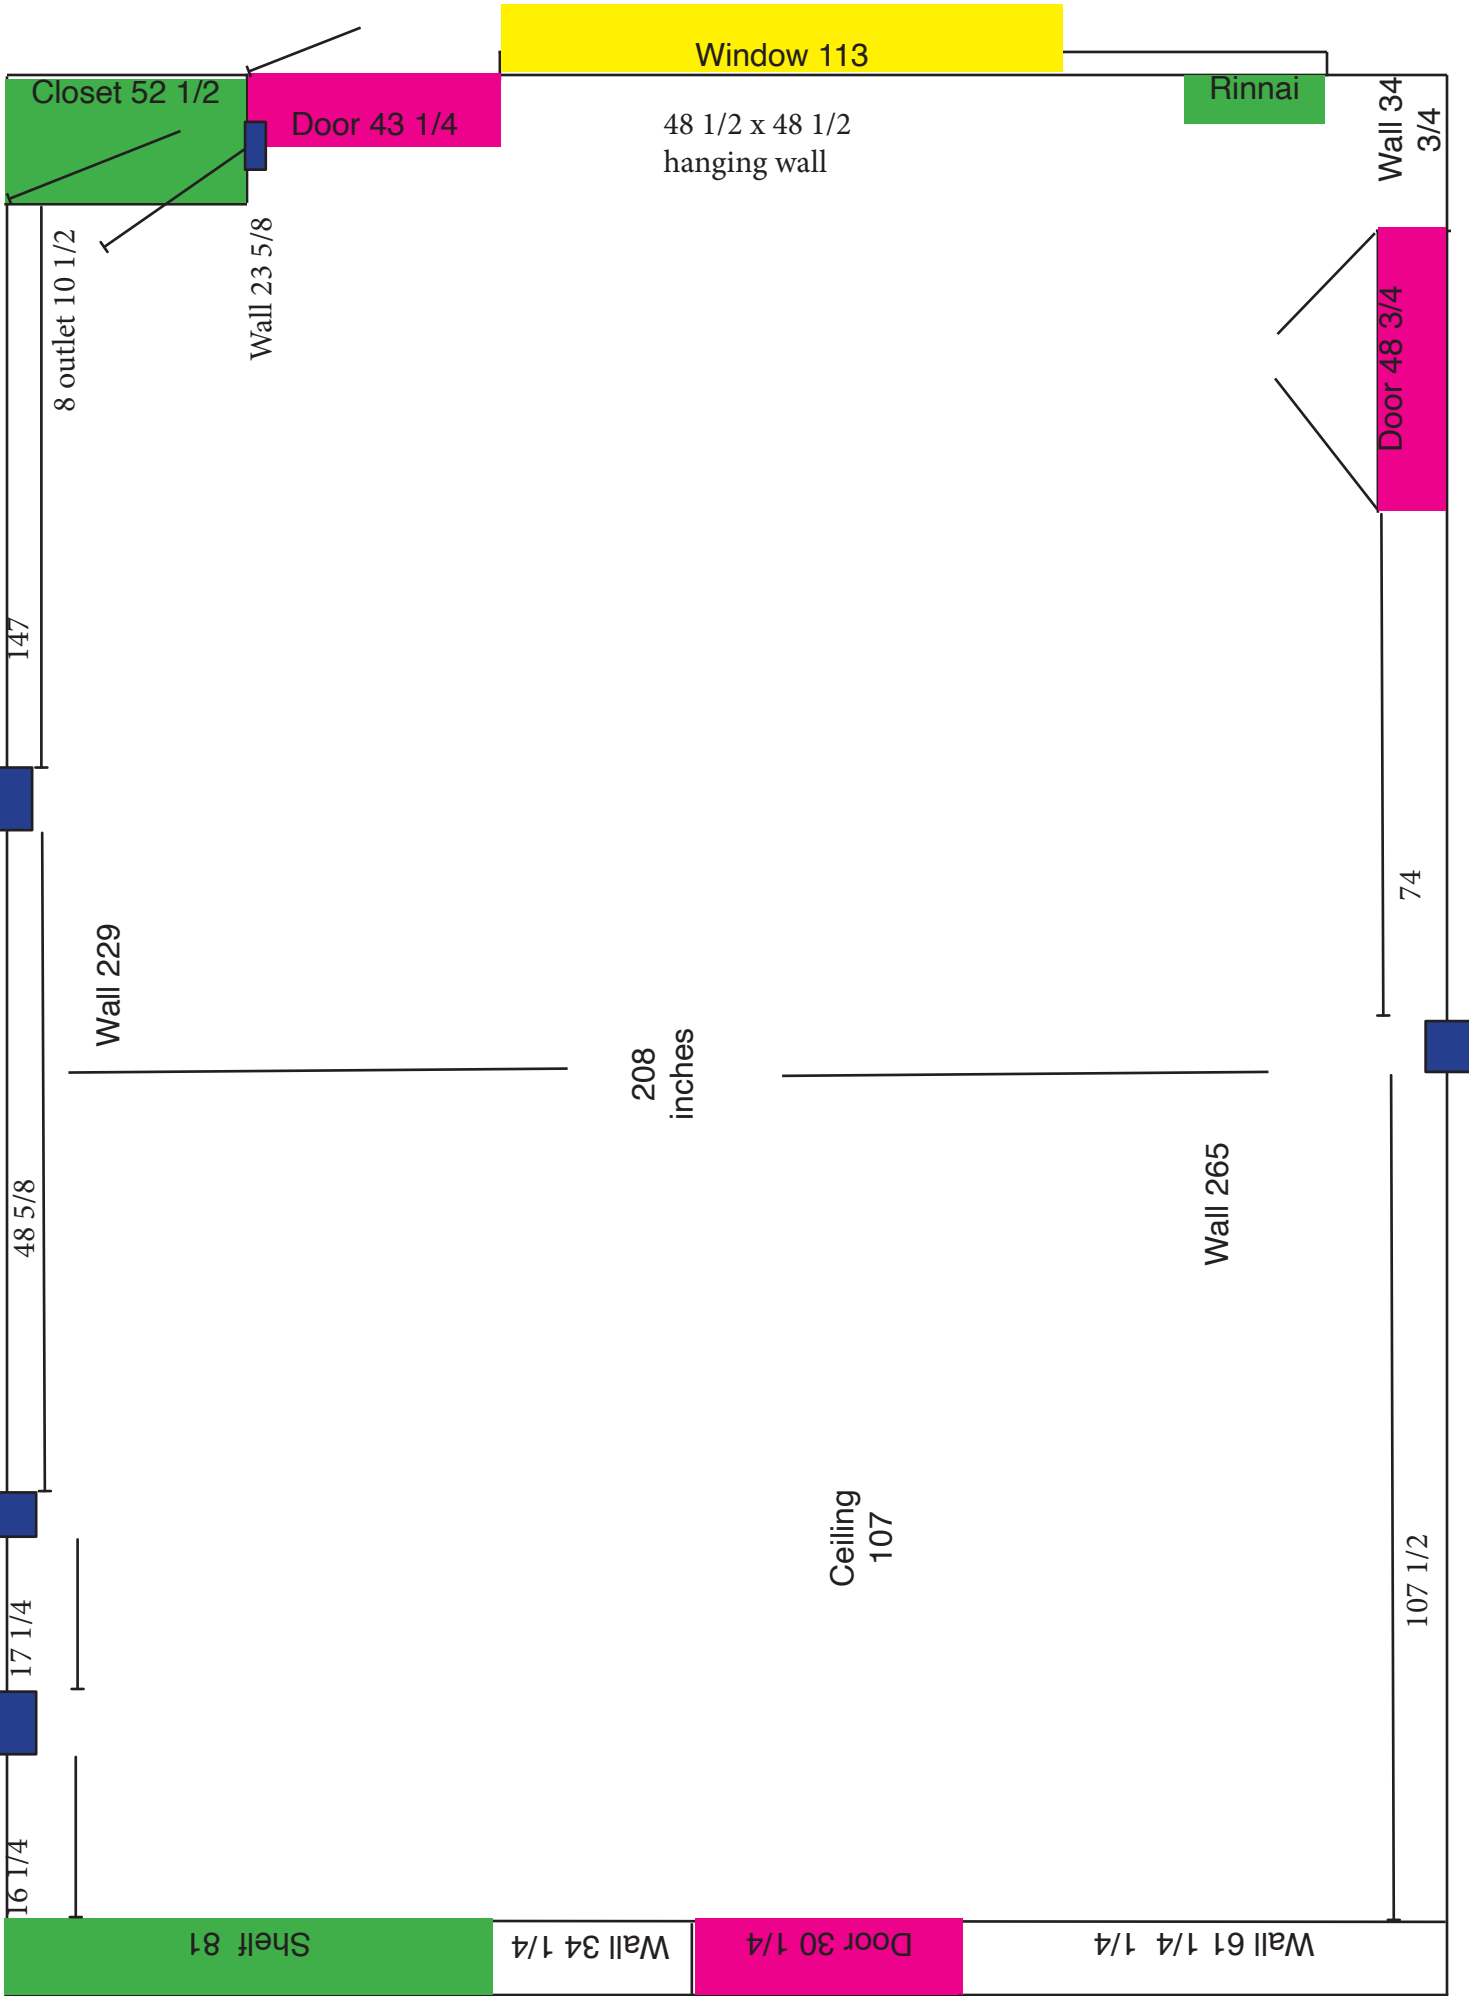 Window 113
Closet 52 1/2
Door 43 1/4
48 1/2 x 48 1/2
hanging wall
Rinnai
Wall 34
3/4
8 outlet 10 1/2
Wall 23 5/8
Door 48 3/4
147
74
Wall 229
208
inches
Wall 265
48 5/8
Ceiling
107
107 1/2
17 1/4
16 1/4
Shelf 81
Wall 34 1/4
Door 30 1/4
Wall 61 1/4 1/4